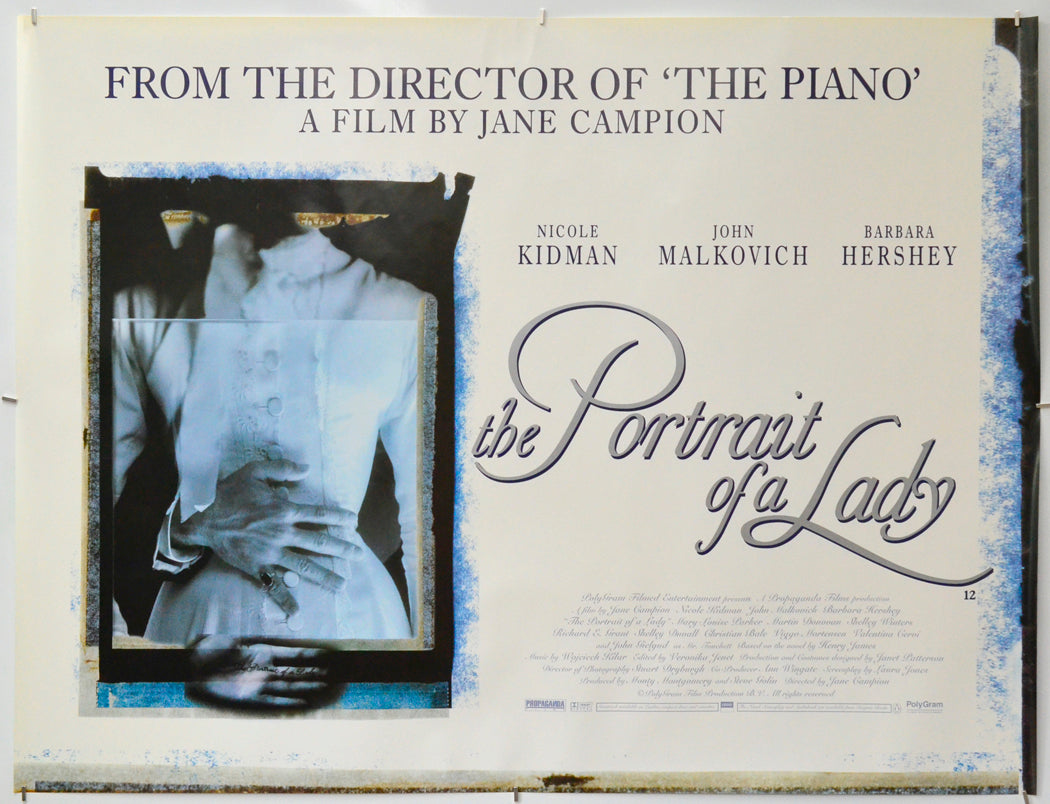 FROM THE DIRECTOR OF ‘THE PIANO’
A FILM BY JANE CAMPION
NICOLE KIDMAN
JOHN MALKOVICH
BARBARA HERSHEY
the Portrait
of a Lady
12
PolyGram Filmed Entertainment presents A Propaganda Films production
A film by Jane Campion Nicole Kidman John Malkovich Barbara Hershey
"The Portrait of a Lady" Mary-Louise Parker Martin Donovan Shelley Winters
Richard E. Grant Shelley Duvall Christian Bale Viggo Mortensen Valentina Cervi
and John Gielgud as Mr. Touchett Based on the novel by Henry James
Music by Wojciech Kilar Edited by Veronika Jenet Production and Costumes designed by Janet Patterson
Director of Photography Stuart Dryburgh Co-Producer Ann Wingate Screenplay by Laura Jones
Produced by Monty Montgomery and Steve Golin Directed by Jane Campion
©PolyGram Film Productions B.V. All rights reserved
PROPAGANDA
PolyGram